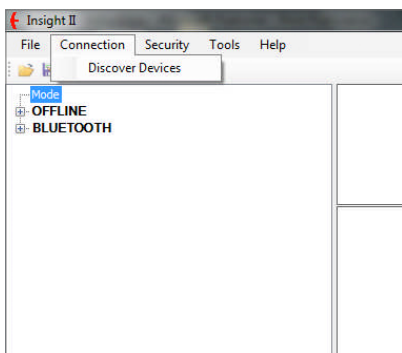 Insight II
File Connection Security Tools Help
Discover Devices
Mode
OFFLINE
BLUETOOTH